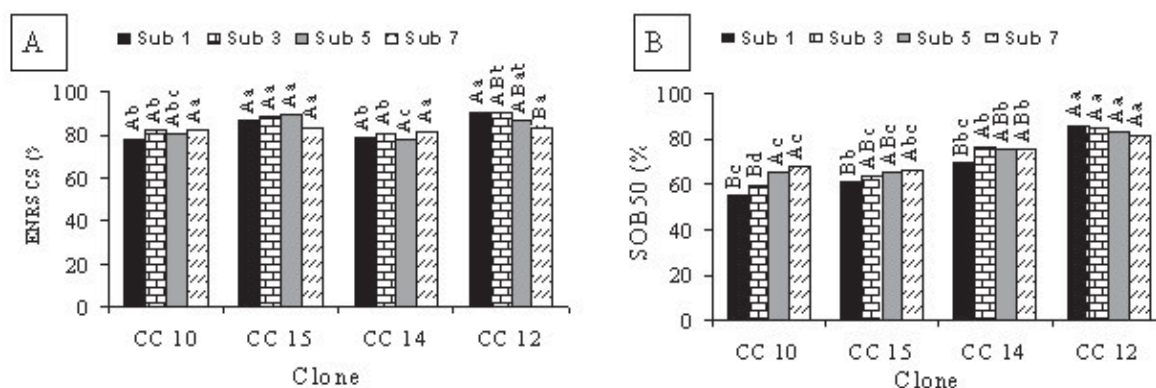 A
Sub 1 Sub 3 Sub 5 Sub 7
ENRSCS (%
100
80
60
40
20
0
Ab Ab Abc Aa
Aa Aa Aa Aa
Ab Ab Ac Aa
Aa ABt ABat Ba
CC 10 CC 15 CC 14 CC 12
Clone
B
Sub 1 Sub 3 Sub 5 Sub 7
SOB50 (%
100
80
60
40
20
0
Bc Bd Ac Ac
Bb ABc ABc Abc
Bbc Ab ABb ABb
Aa Aa Aa Aa
CC 10 CC 15 CC 14 CC 12
Clone